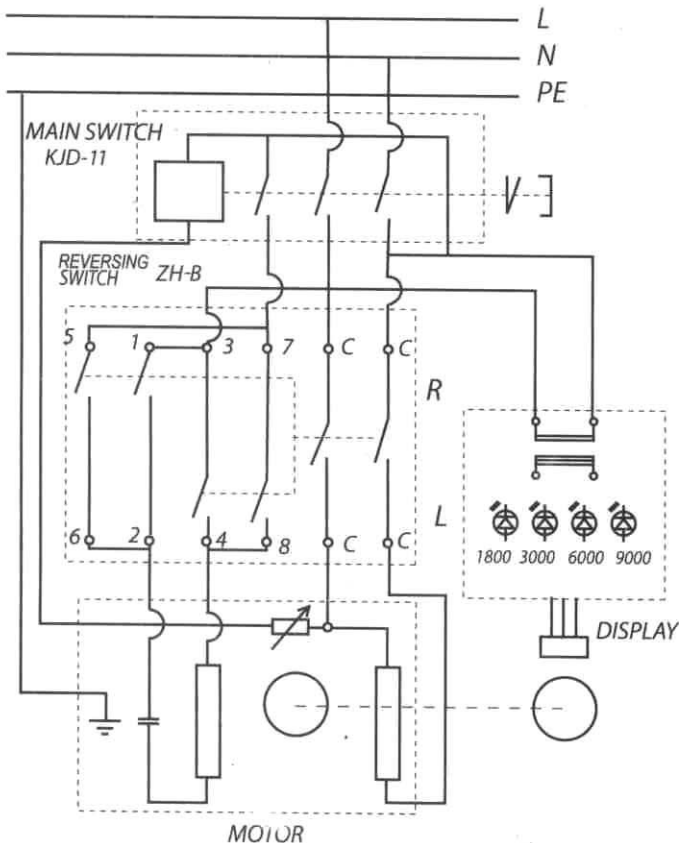 L
N
PE
MAIN SWITCH
KJD-11
REVERSING
SWITCH ZH-B
5 1 3 7 C C
R
L
6 2 4 8 C C
1800 3000 6000 9000
DISPLAY
MOTOR